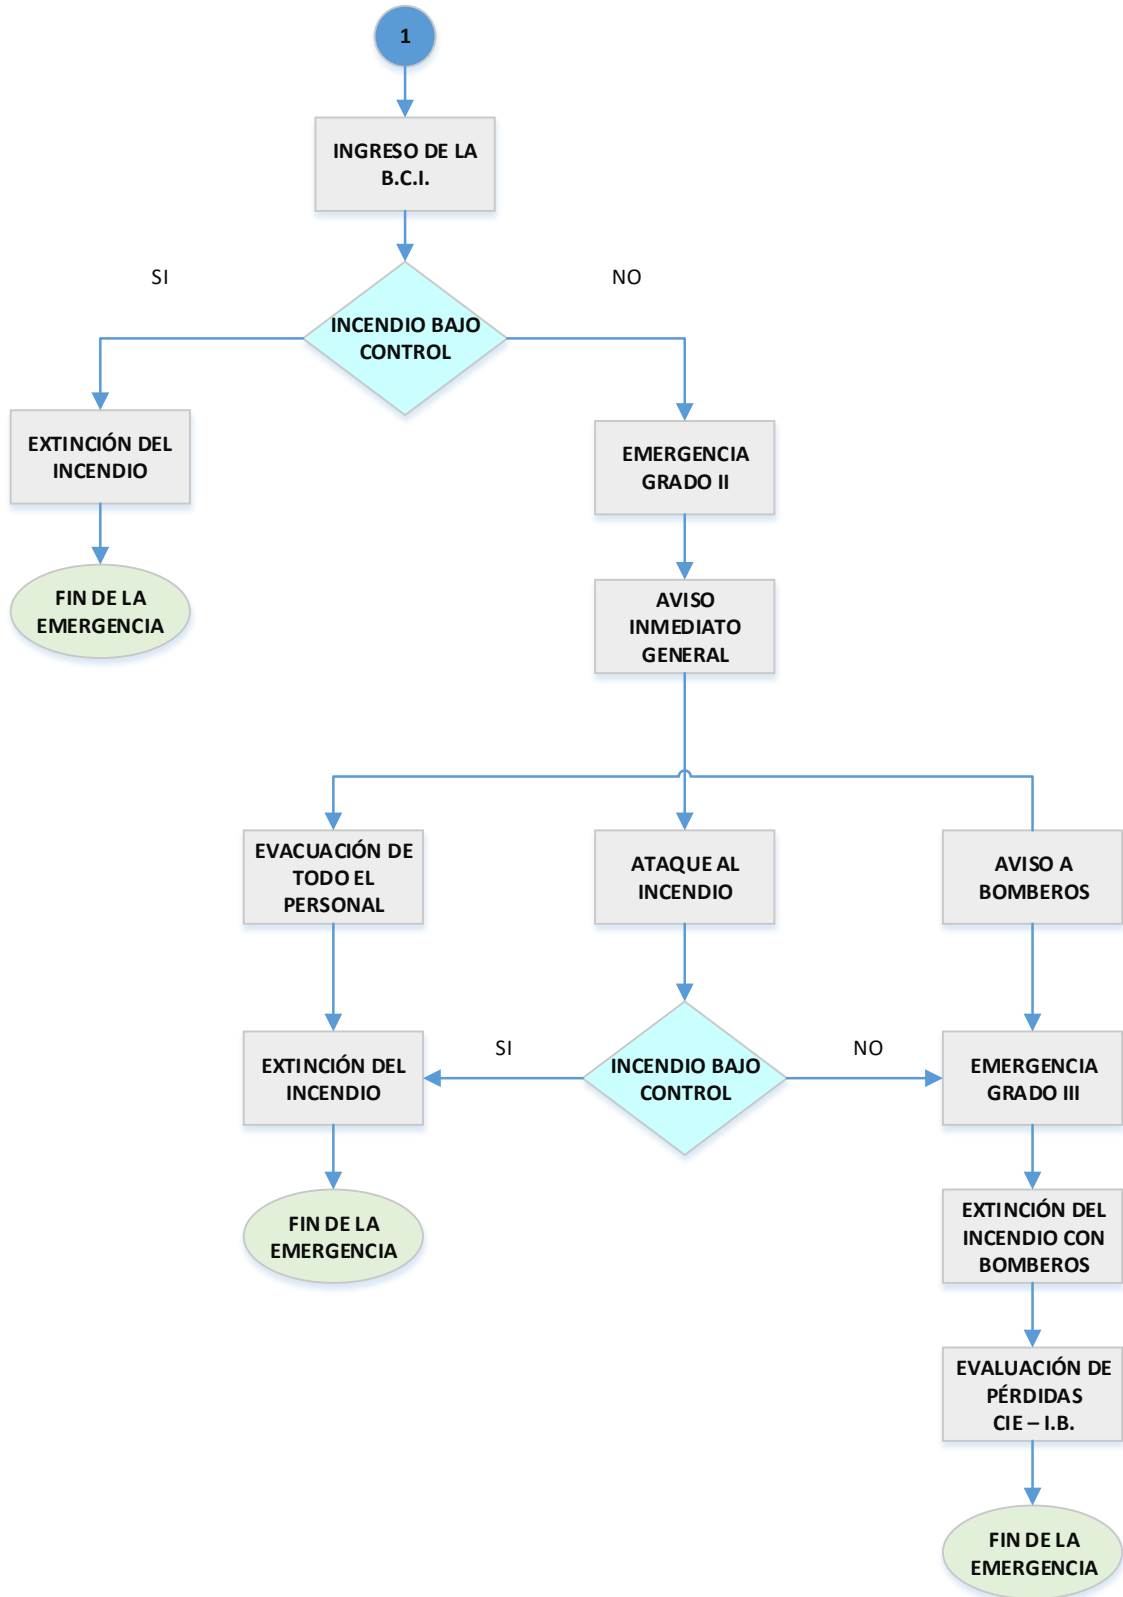 1
INGRESO DE LA
B.C.I.
SI
NO
INCENDIO BAJO
CONTROL
EXTINCIÓN DEL
INCENDIO
EMERGENCIA
GRADO II
FIN DE LA
EMERGENCIA
AVISO
INMEDIATO
GENERAL
EVACUACIÓN DE
TODO EL
PERSONAL
ATAQUE AL
INCENDIO
AVISO A
BOMBEROS
EXTINCIÓN DEL
INCENDIO
SI
INCENDIO BAJO
CONTROL
NO
EMERGENCIA
GRADO III
FIN DE LA
EMERGENCIA
EXTINCIÓN DEL
INCENDIO CON
BOMBEROS
EVALUACIÓN DE
PÉRDIDAS
CIE – I.B.
FIN DE LA
EMERGENCIA